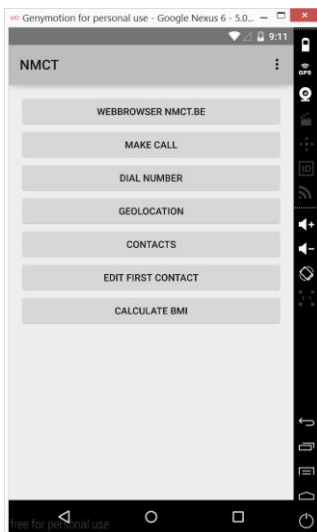 Genymotion for personal use - Google Nexus 6 - 5.0...
9:11
NMCT
GPS
WEBBROWSER NMCT.BE
MAKE CALL
DIAL NUMBER
ID
GEOLOCATION
CONTACTS
EDIT FIRST CONTACT
CALCULATE BMI
free for personal use